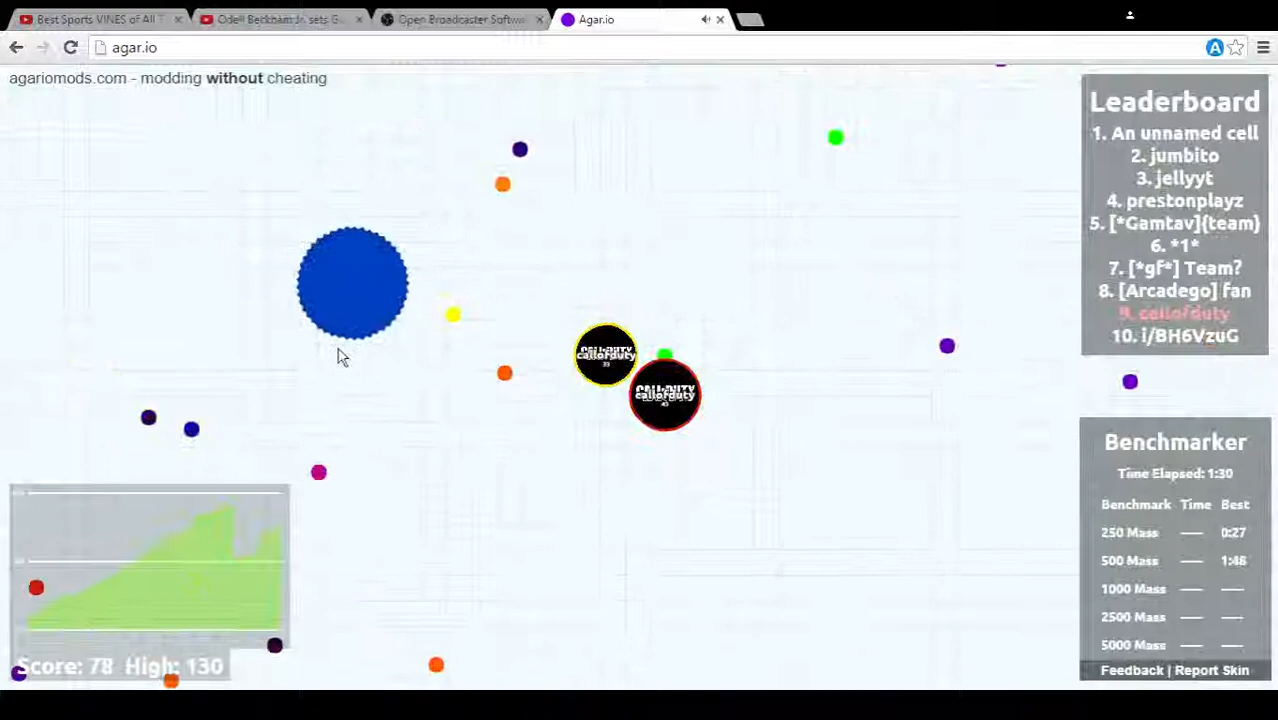 Best Sports VINES of All T
Odell Beckham Jr. sets G
Open Broadcaster Softw
Agar.io
agar.io
A
agariomods.com - modding without cheating
Leaderboard
1. An unnamed cell
2. jumbito
3. jellyyt
4. prestonplayz
5. [*Gamtav](team)
6. *1*
7. [*gf*] Team?
8. [Arcadego] fan
9. callofduty
10. i/BH6VzuG
callofduty
callofduty
Benchmarker
Time Elapsed: 1:30
Benchmark Time Best
250 Mass — 0:27
500 Mass — 1:48
1000 Mass — —
2500 Mass — —
5000 Mass — —
Feedback | Report Skin
Score: 78 High: 130